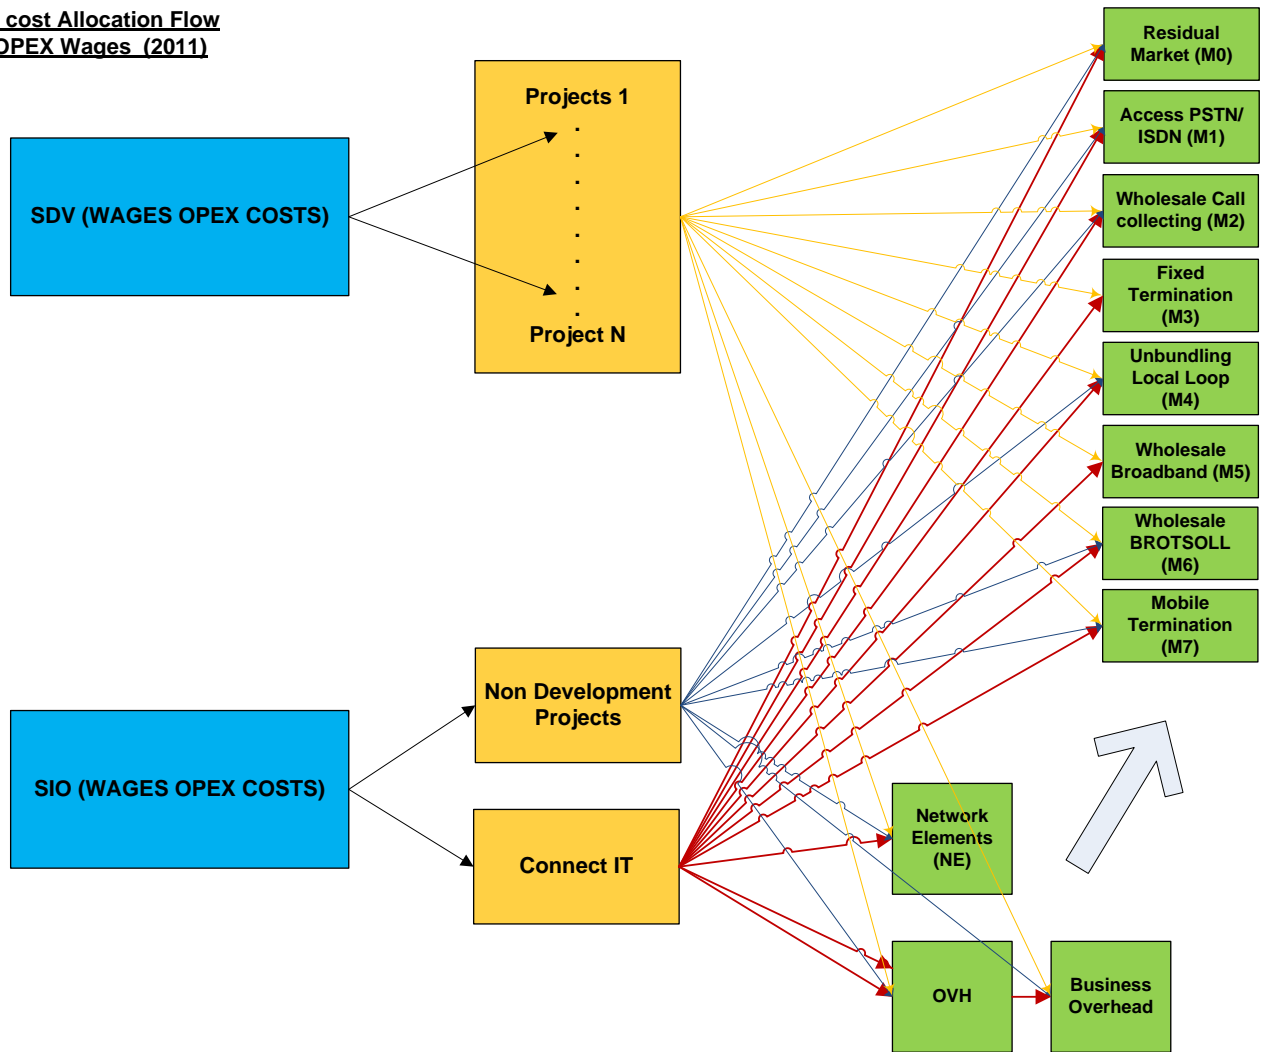 cost Allocation Flow
OPEX Wages (2011)
SDV (WAGES OPEX COSTS)
Projects 1
Project N
SIO (WAGES OPEX COSTS)
Non Development
Projects
Connect IT
Residual
Market (M0)
Access PSTN/
ISDN (M1)
Wholesale Call
collecting (M2)
Fixed
Termination
(M3)
Unbundling
Local Loop
(M4)
Wholesale
Broadband (M5)
Wholesale
BROTSOLL
(M6)
Mobile
Termination
(M7)
Network
Elements
(NE)
OVH
Business
Overhead